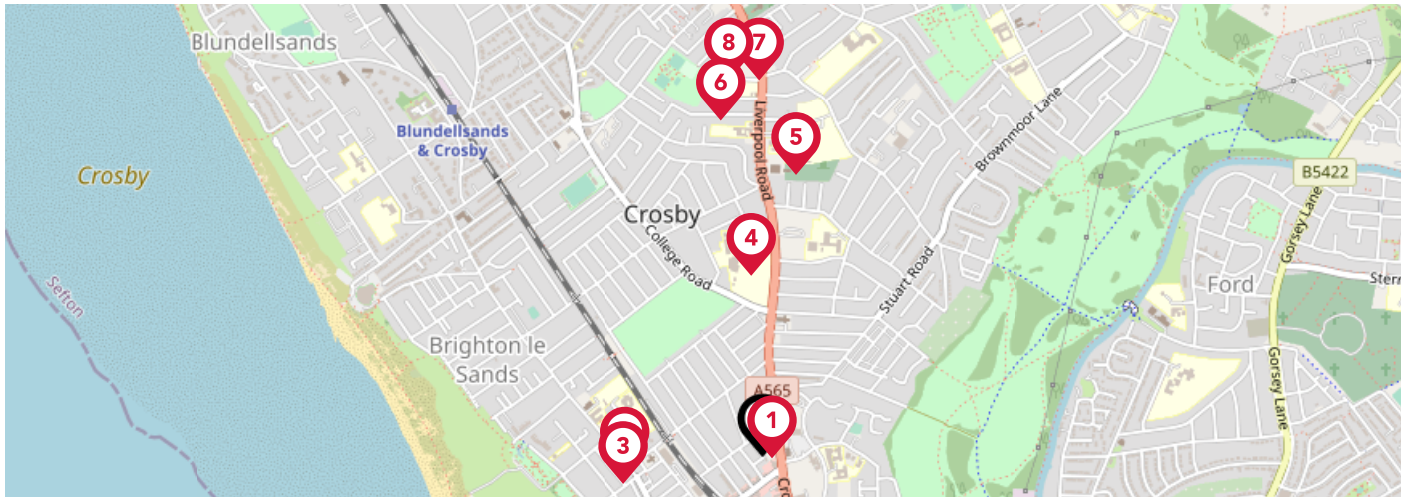 Blundellsands
8
7
6
Blundellsands
& Crosby
Liverpool Road
5
Brownmoor Lane
Crosby
B5422
Gorsey Lane
Crosby
College Road
4
Stuart Road
Sefton
Ford
Brighton le
Sands
A565
Gorsey Lane
1
3